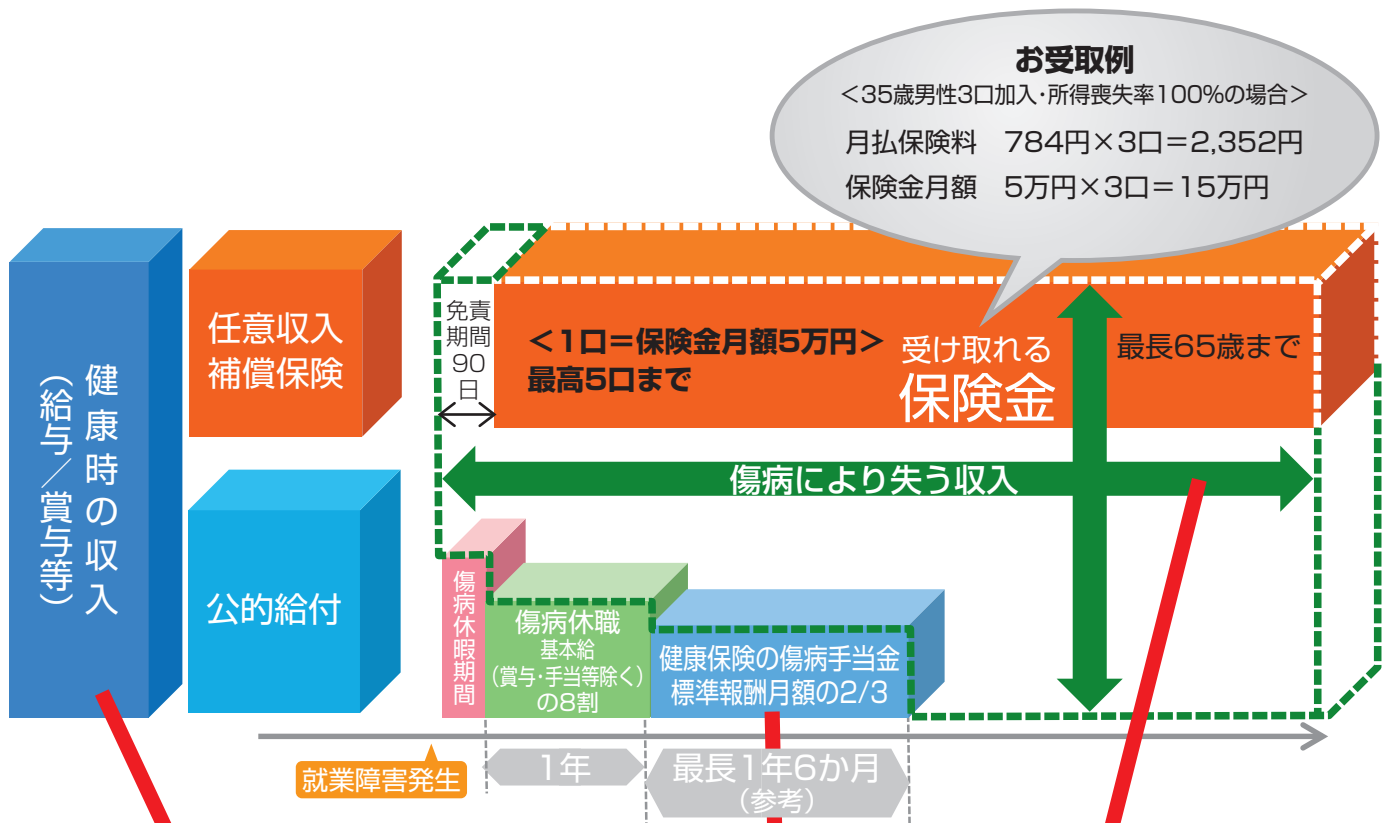 お受取例
＜35歳男性3口加入・所得喪失率100%の場合＞
月払保険料　784円×3口＝2,352円
保険金月額　5万円×3口＝15万円
健康時の収入
（給与／賞与等）
任意収入
補償保険
公的給付
免責
期間
90
日
＜1口＝保険金月額5万円＞
最高5口まで
受け取れる
保険金
最長65歳まで
傷病により失う収入
傷病休暇期間
傷病休職
基本給
（賞与・手当等除く）
の8割
健康保険の傷病手当金
標準報酬月額の2/3
就業障害発生
1年
最長1年6か月
（参考）